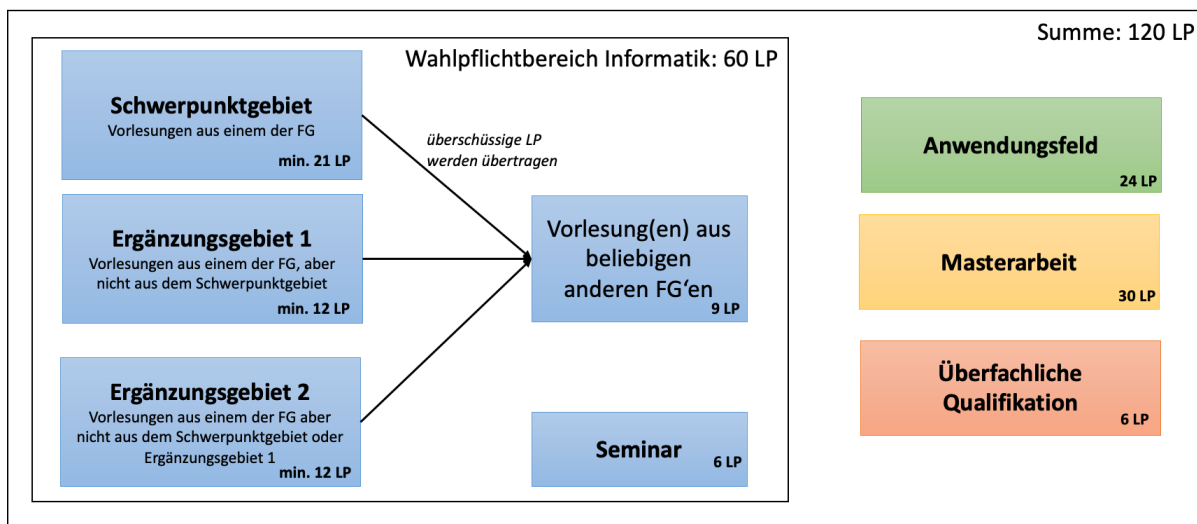 Summe: 120 LP
Wahlpflichtbereich Informatik: 60 LP
Schwerpunktgebiet
Vorlesungen aus einem der FG
min. 21 LP
überschüssige LP
werden übertragen
Ergänzungsgebiet 1
Vorlesungen aus einem der FG, aber
nicht aus dem Schwerpunktgebiet
min. 12 LP
Ergänzungsgebiet 2
Vorlesungen aus einem der FG aber
nicht aus dem Schwerpunktgebiet oder
Ergänzungsgebiet 1
min. 12 LP
Vorlesung(en) aus
beliebigen
anderen FG‘en
9 LP
Seminar
6 LP
Anwendungsfeld
24 LP
Masterarbeit
30 LP
Überfachliche
Qualifikation
6 LP